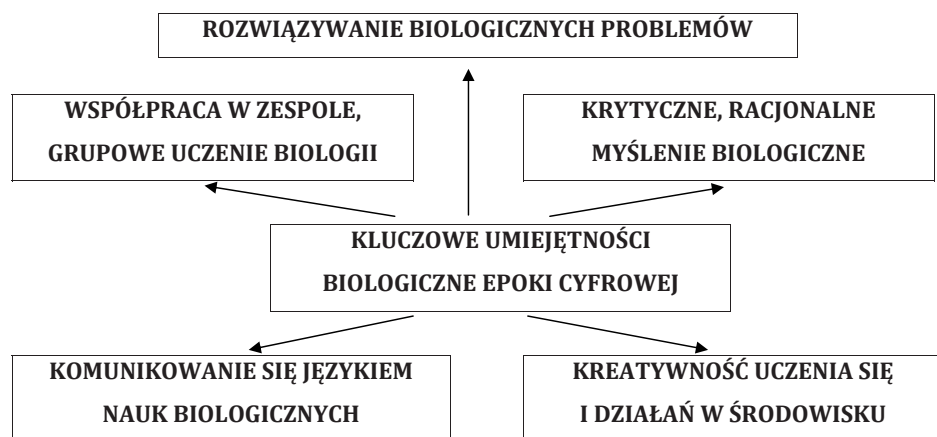 ROZWIĄZYWANIE BIOLOGICZNYCH PROBLEMÓW
WSPÓŁPRACA W ZESPOLE,
GRUPOWE UCZENIE BIOLOGII
KRYTYCZNE, RACJONALNE
MYŚLENIE BIOLOGICZNE
KLUCZOWE UMIEJĘTNOŚCI
BIOLOGICZNE EPOKI CYFROWEJ
KOMUNIKOWANIE SIĘ JĘZYKIEM
NAUK BIOLOGICZNYCH
KREATYWNOŚĆ UCZENIA SIĘ
I DZIAŁAŃ W ŚRODOWISKU